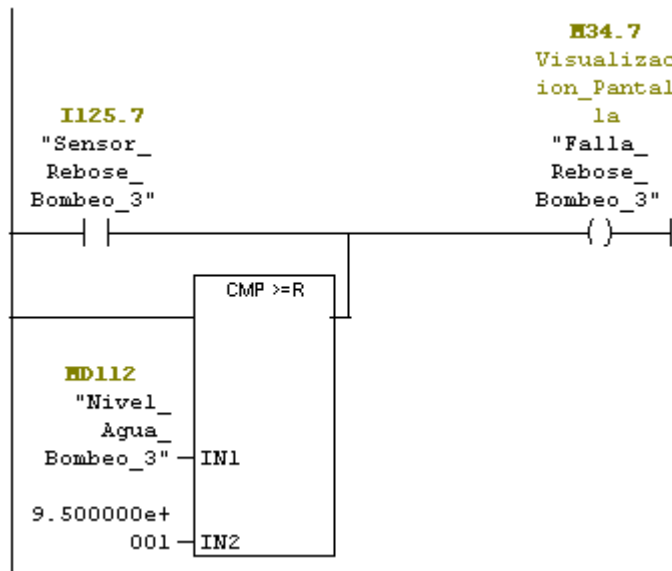 M34.7
Visualizac
ion_Pantal
la
"Falla_
Rebose_
Bombeo_3"
I125.7
"Sensor_
Rebose_
Bombeo_3"
CMP >=R
MD112
"Nivel_
Agua_
Bombeo_3"
IN1
9.500000e+
001
IN2